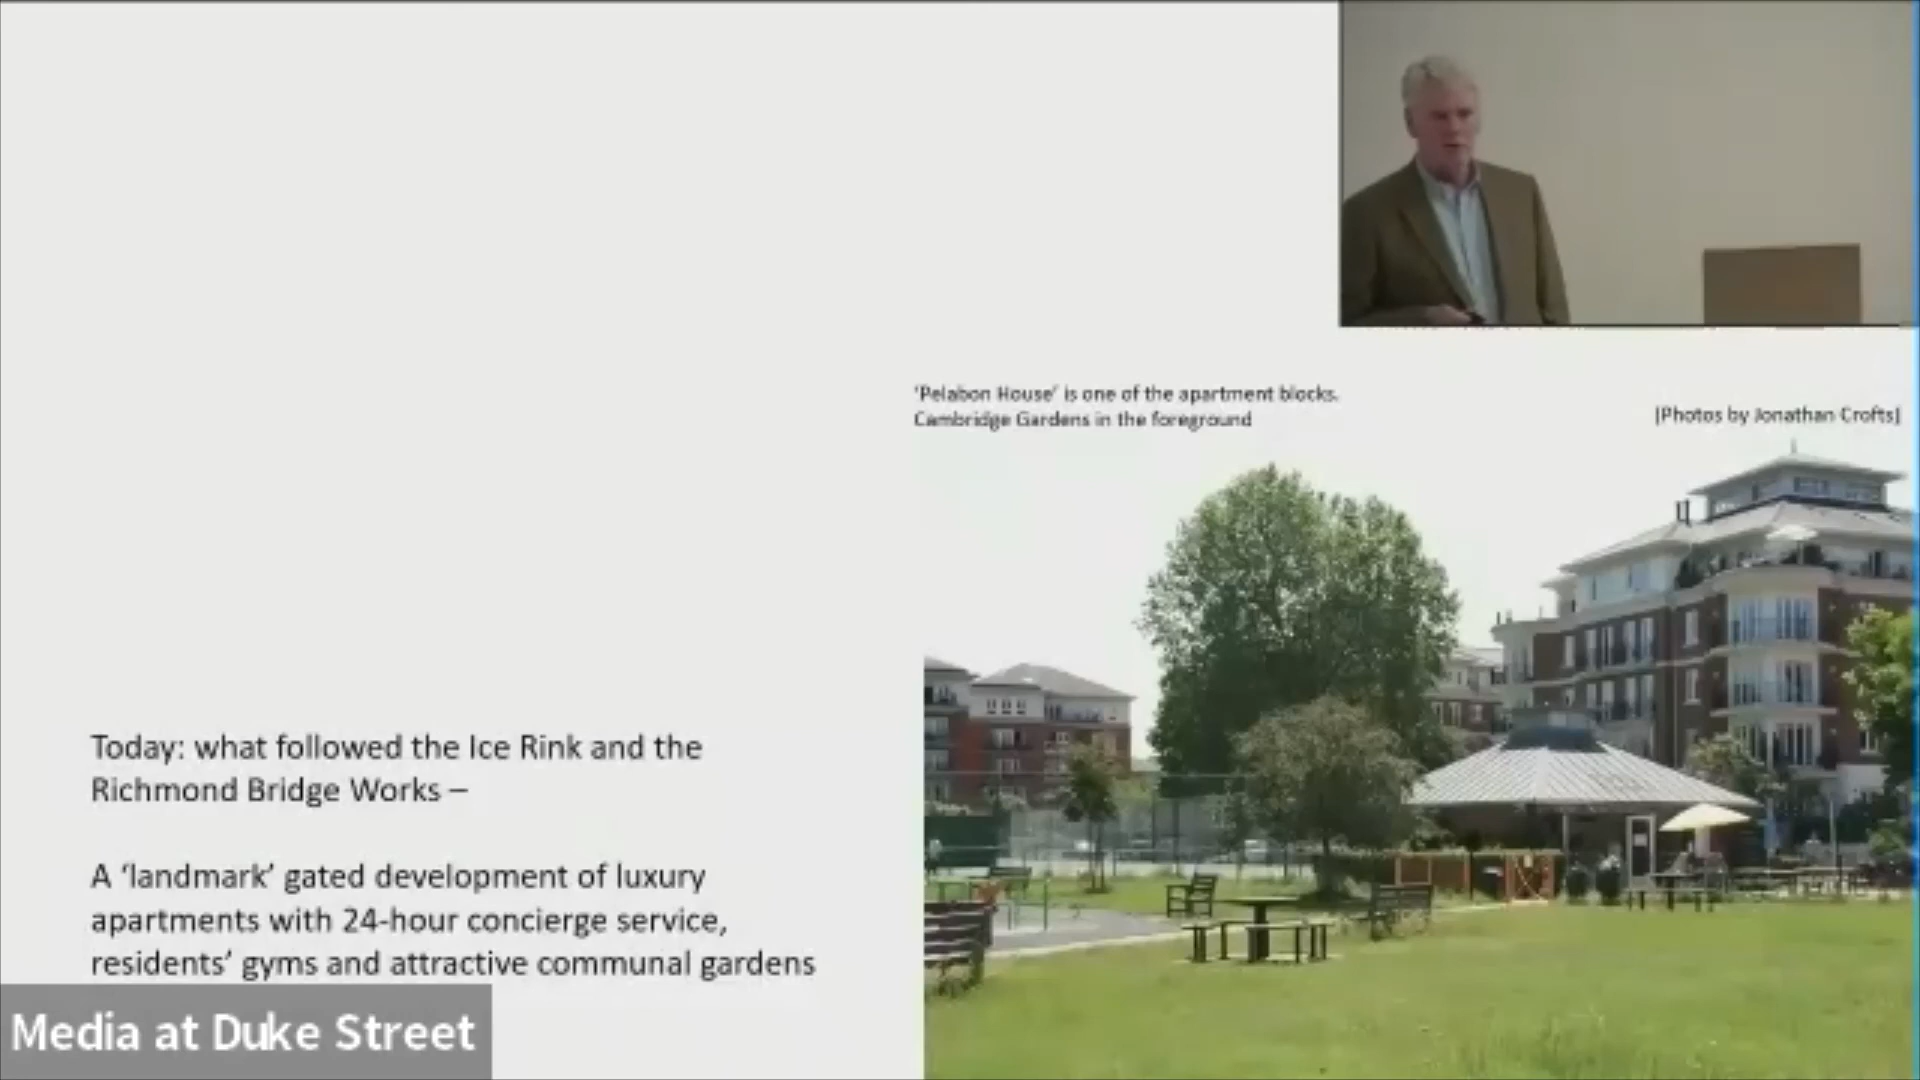 ‘Pelabon House’ is one of the apartment blocks.
Cambridge Gardens in the foreground
[Photos by Jonathan Crofts]
Today: what followed the Ice Rink and the
Richmond Bridge Works –
A ‘landmark’ gated development of luxury
apartments with 24-hour concierge service,
residents’ gyms and attractive communal gardens
Media at Duke Street